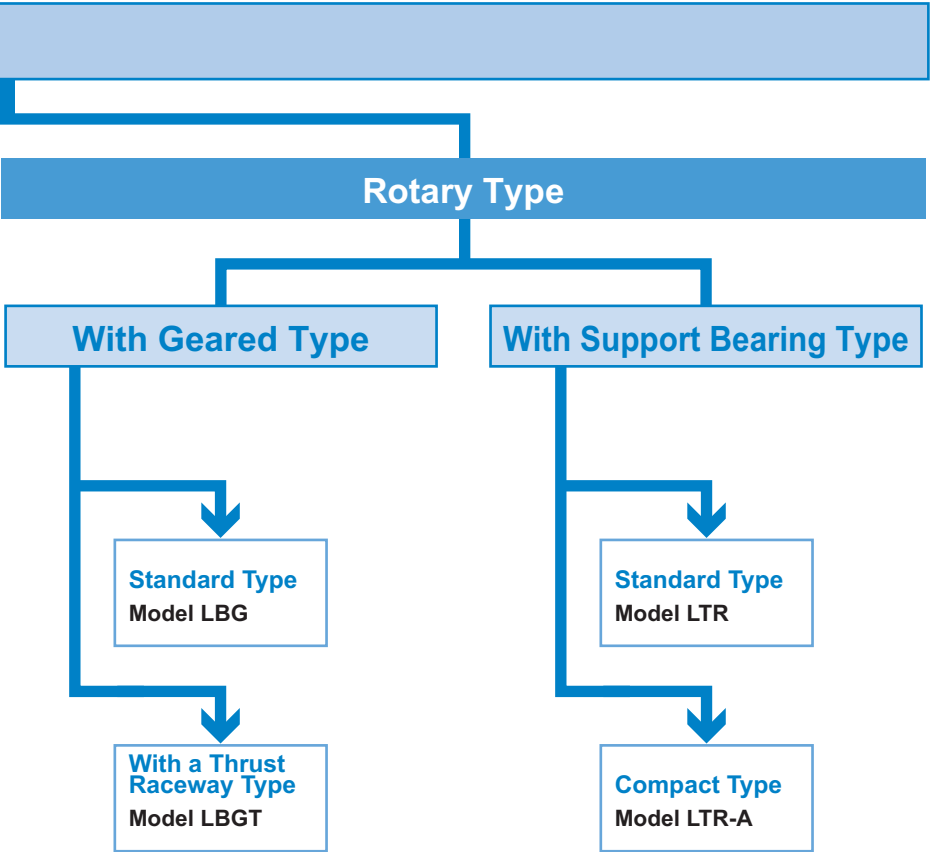 Rotary Type
With Geared Type
With Support Bearing Type
Standard Type
Model LBG
Standard Type
Model LTR
With a Thrust
Raceway Type
Model LBGT
Compact Type
Model LTR-A